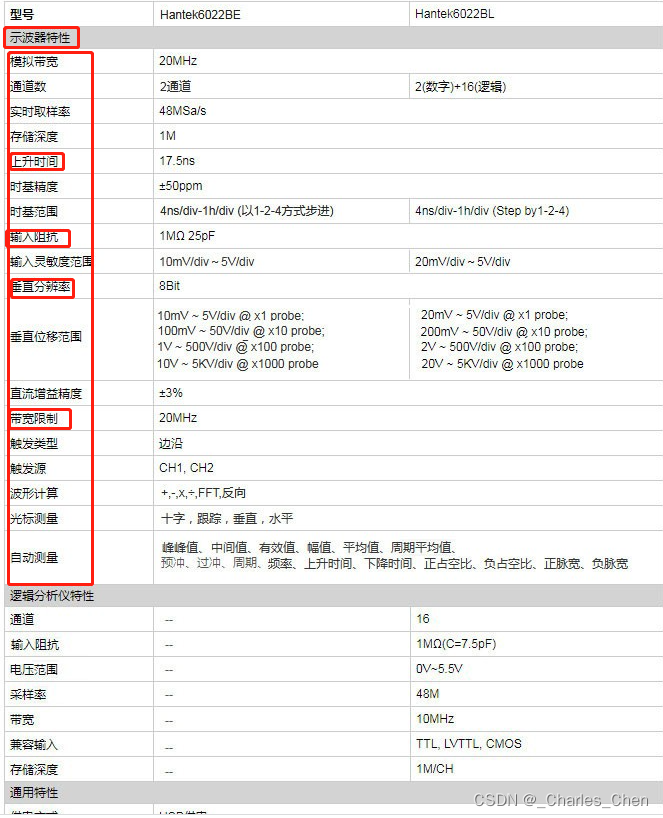 型号 Hantek6022BE Hantek6022BL
示波器特性
模拟带宽 20MHz
通道数 2通道 2(数字)+16(逻辑)
实时取样率 48MSa/s
存储深度 1M
上升时间 17.5ns
时基精度 ±50ppm
时基范围 4ns/div-1h/div (以1-2-4方式步进) 4ns/div-1h/div (Step by1-2-4)
输入阻抗 1MΩ 25pF
输入灵敏度范围 10mV/div ~ 5V/div 20mV/div ~ 5V/div
垂直分辨率 8Bit
垂直位移范围
10mV ~ 5V/div @ x1 probe; 20mV ~ 5V/div @ x1 probe;
100mV ~ 50V/div @ x10 probe; 200mV ~ 50V/div @ x10 probe;
1V ~ 500V/div @ x100 probe; 2V ~ 500V/div @ x100 probe;
10V ~ 5KV/div @ x1000 probe 20V ~ 5KV/div @ x1000 probe
直流增益精度 ±3%
带宽限制 20MHz
触发类型 边沿
触发源 CH1, CH2
波形计算 +,-,x,÷,FFT,反向
光标测量 十字，跟踪，垂直，水平
自动测量
峰峰值、中间值、有效值、幅值、平均值、周期平均值、
预冲、过冲、周期、频率、上升时间、下降时间、正占空比、负占空比、正脉宽、负脉宽
逻辑分析仪特性
通道 -- 16
输入阻抗 -- 1MΩ(C=7.5pF)
电压范围 -- 0V~5.5V
采样率 -- 48M
带宽 -- 10MHz
兼容输入 -- TTL, LVTTL, CMOS
存储深度 -- 1M/CH
通用特性
CSDN @_Charles_Chen